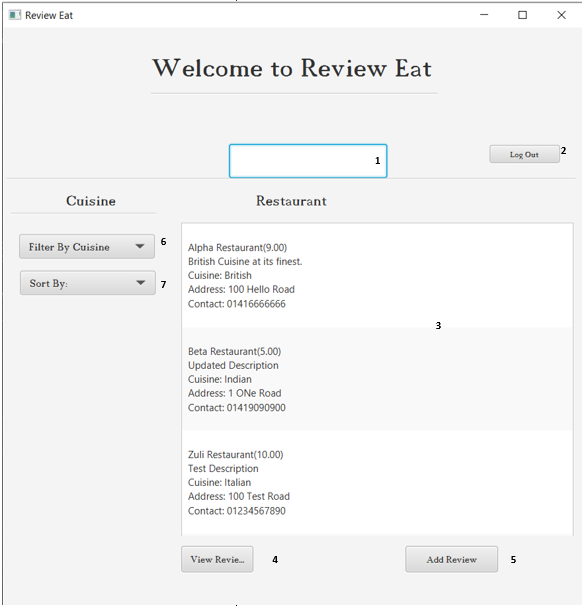 Review Eat
Welcome to Review Eat
1
Log Out 2
Cuisine Restaurant
Filter By Cuisine 6
Sort By: 7
Alpha Restaurant(9.00)
British Cuisine at its finest.
Cuisine: British
Address: 100 Hello Road
Contact: 01416666666
3
Beta Restaurant(5.00)
Updated Description
Cuisine: Indian
Address: 1 ONe Road
Contact: 01419090900
Zuli Restaurant(10.00)
Test Description
Cuisine: Italian
Address: 100 Test Road
Contact: 01234567890
View Revie... 4 Add Review 5